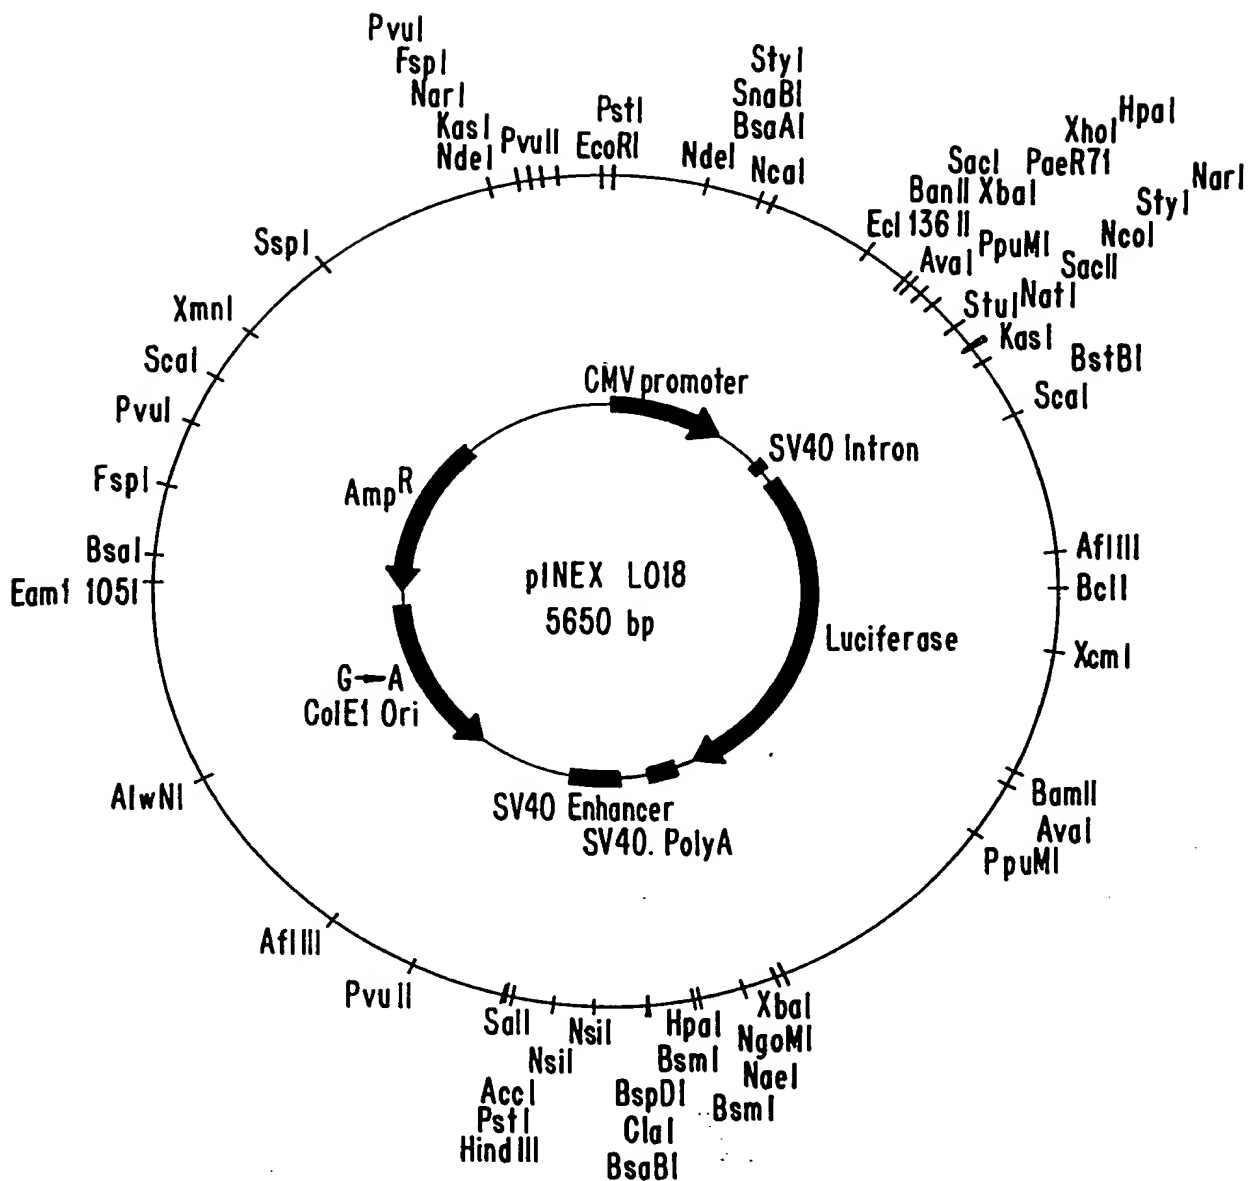 PvuI
FspI
NarI
KasI
NdeI
PvuII
PstI
EcoRI
NdeI
StyI
SnaBI
BsaAI
NcaI
HpaI
XhoI
PaeR71
SacI
XbaI
BanII
Ecl 136 II
NarI
StyI
NcoI
SacII
PpuMI
AvaI
NatI
StuI
KasI
BstBI
ScaI
AflIII
BclI
XcmI
BamII
AvaI
PpuMI
XbaI
NgoMI
NaeI
BsmI
HpaI
BsmI
BspDI
ClaI
BsaBI
NsiI
NsiI
SalI
AccI
PstI
Hind III
PvuII
AflIII
AlwNI
Eam1 105I
BsaI
FspI
PvuI
ScaI
XmnI
SspI
CMV promoter
SV40 Intron
Luciferase
SV40. PolyA
SV40 Enhancer
G→A
ColE1 Ori
Amp R
pINEX L018
5650 bp